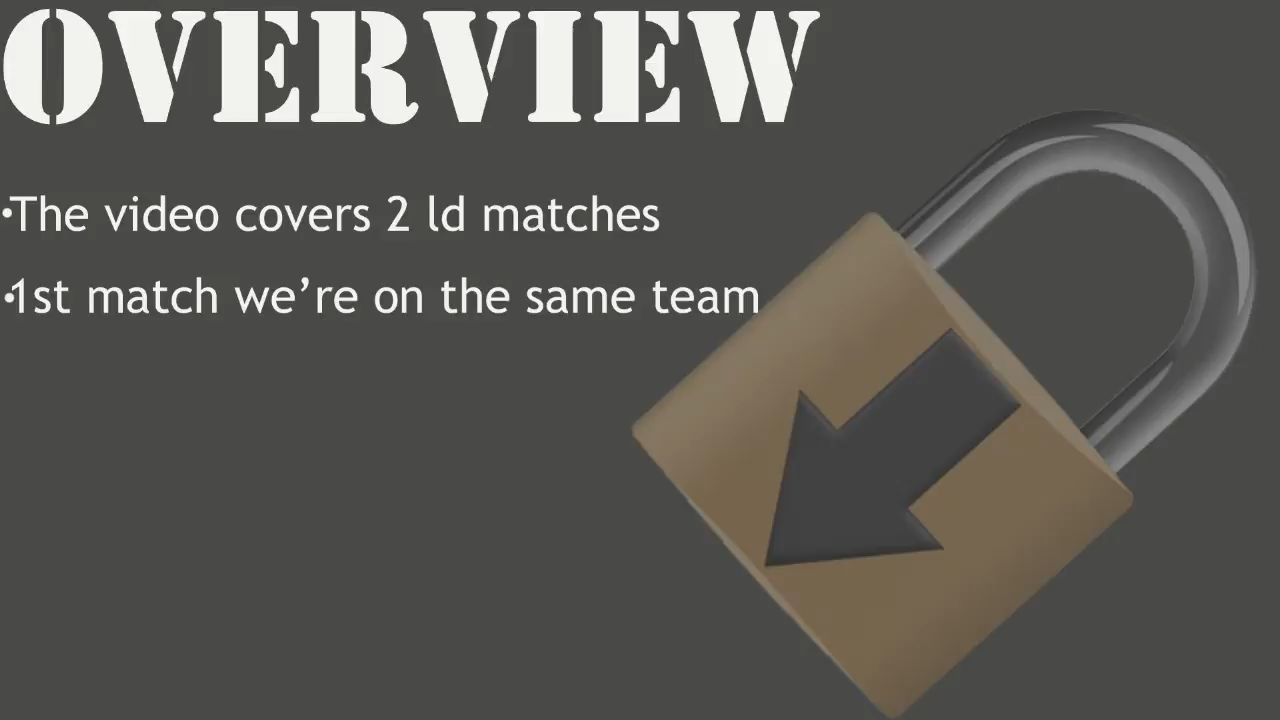 OVERVIEW
•The video covers 2 ld matches
•1st match we’re on the same team